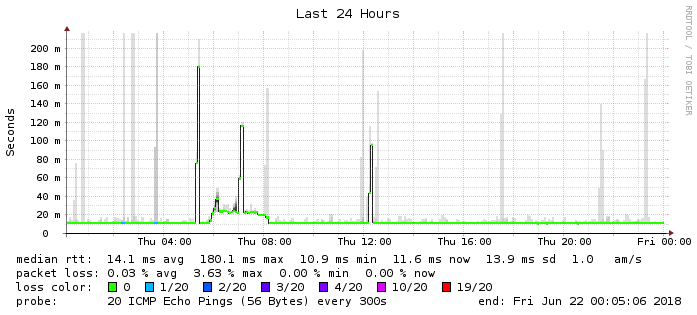 Last 24 Hours
RRDTOOL / TOBI OETIKER
Seconds
200 m
180 m
160 m
140 m
120 m
100 m
80 m
60 m
40 m
20 m
0
Thu 04:00 Thu 08:00 Thu 12:00 Thu 16:00 Thu 20:00 Fri 00:00
median rtt: 14.1 ms avg 180.1 ms max 10.9 ms min 11.6 ms now 13.9 ms sd 1.0 am/s
packet loss: 0.03 % avg 3.63 % max 0.00 % min 0.00 % now
loss color: 0 1/20 2/20 3/20 4/20 10/20 19/20
probe: 20 ICMP Echo Pings (56 Bytes) every 300s end: Fri Jun 22 00:05:06 2018